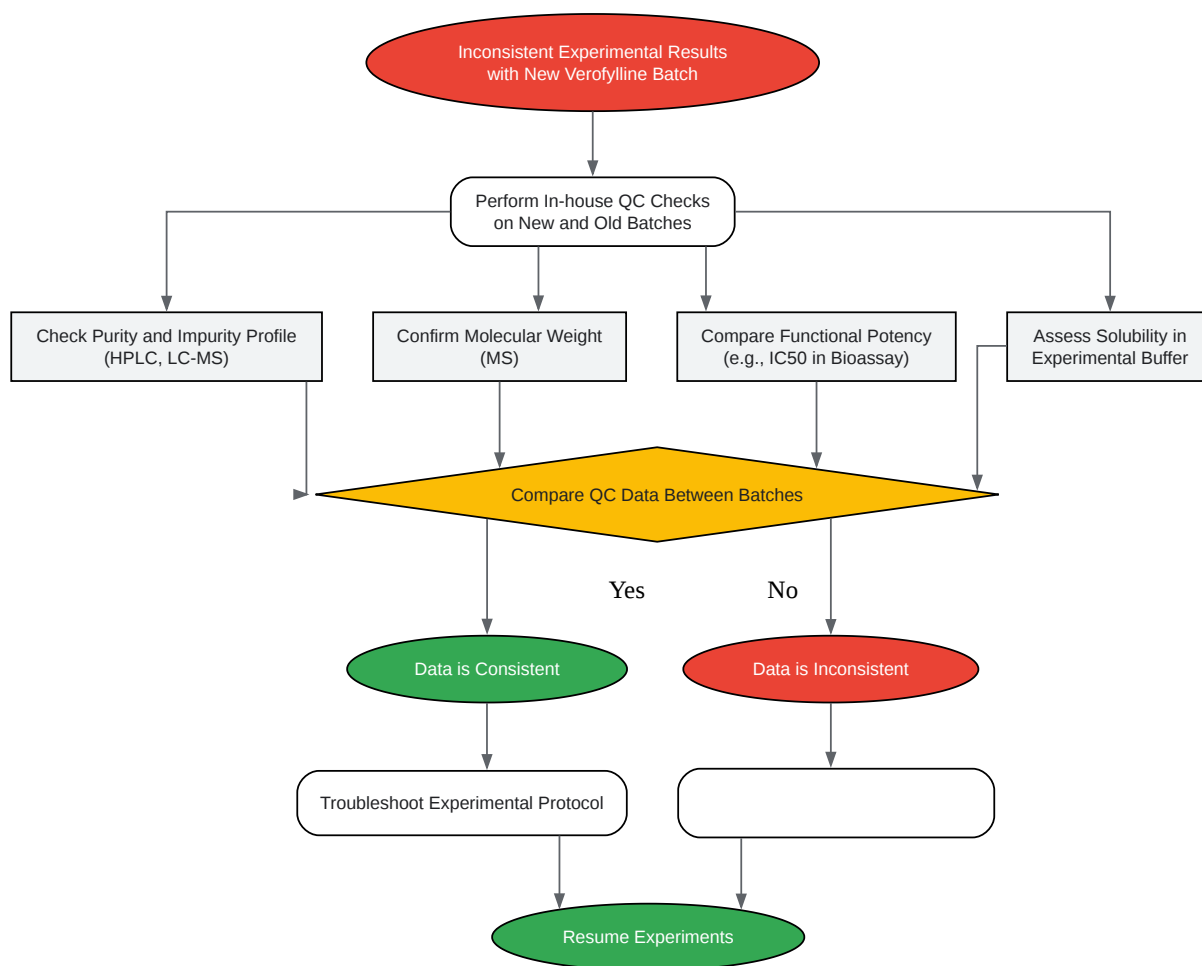 Inconsistent Experimental Results
with New Verofylline Batch
Perform In-house QC Checks
on New and Old Batches
Check Purity and Impurity Profile
(HPLC, LC-MS)
Confirm Molecular Weight
(MS)
Compare Functional Potency
(e.g., IC50 in Bioassay)
Assess Solubility in
Experimental Buffer
Compare QC Data Between Batches
Yes
No
Data is Consistent
Data is Inconsistent
Troubleshoot Experimental Protocol
Resume Experiments